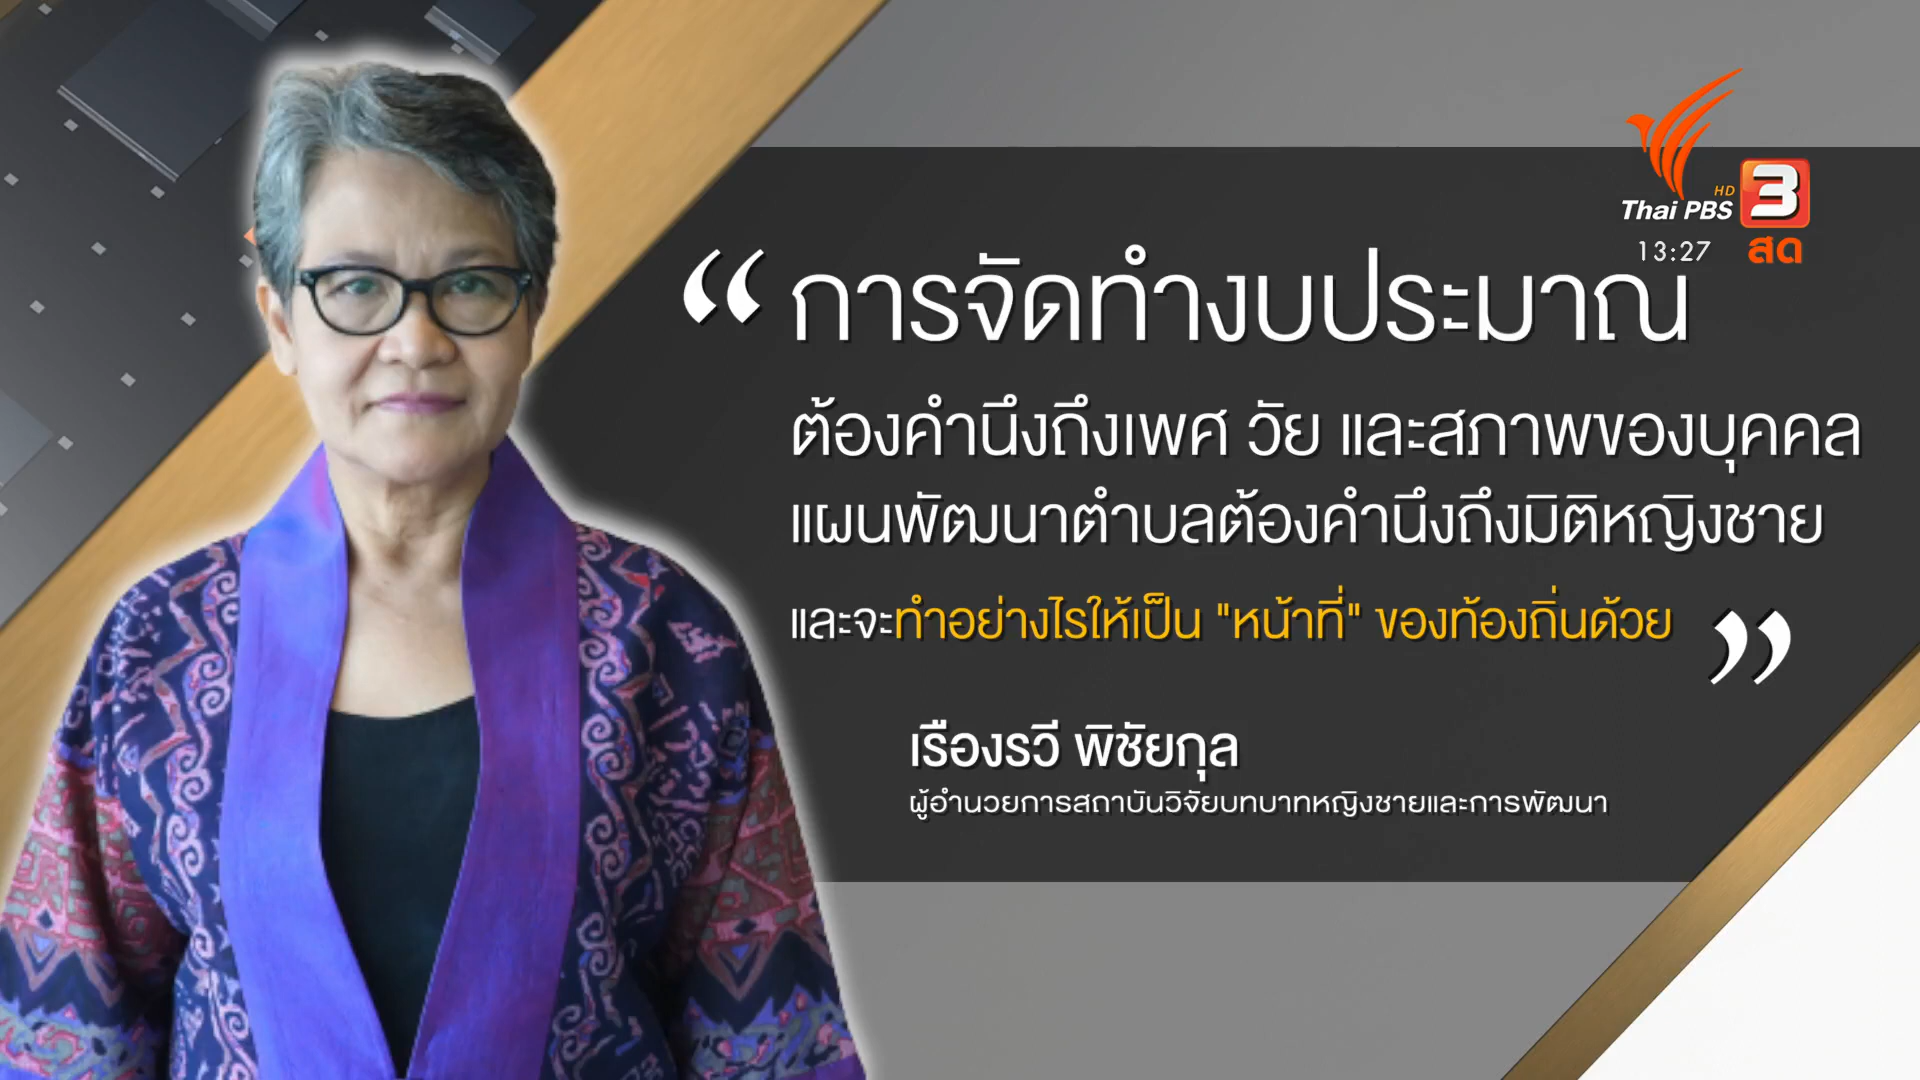 HD
Thai PBS 3
13:27 สด
“ การจัดทำงบประมาณ
ต้องคำนึงถึงเพศ วัย และสภาพของบุคคล
แผนพัฒนาตำบลต้องคำนึงถึงมิติหญิงชาย
และจะทำอย่างไรให้เป็น "หน้าที่" ของท้องถิ่นด้วย ”
เรืองรวี พิชัยกุล
ผู้อำนวยการสถาบันวิจัยบทบาทหญิงชายและการพัฒนา